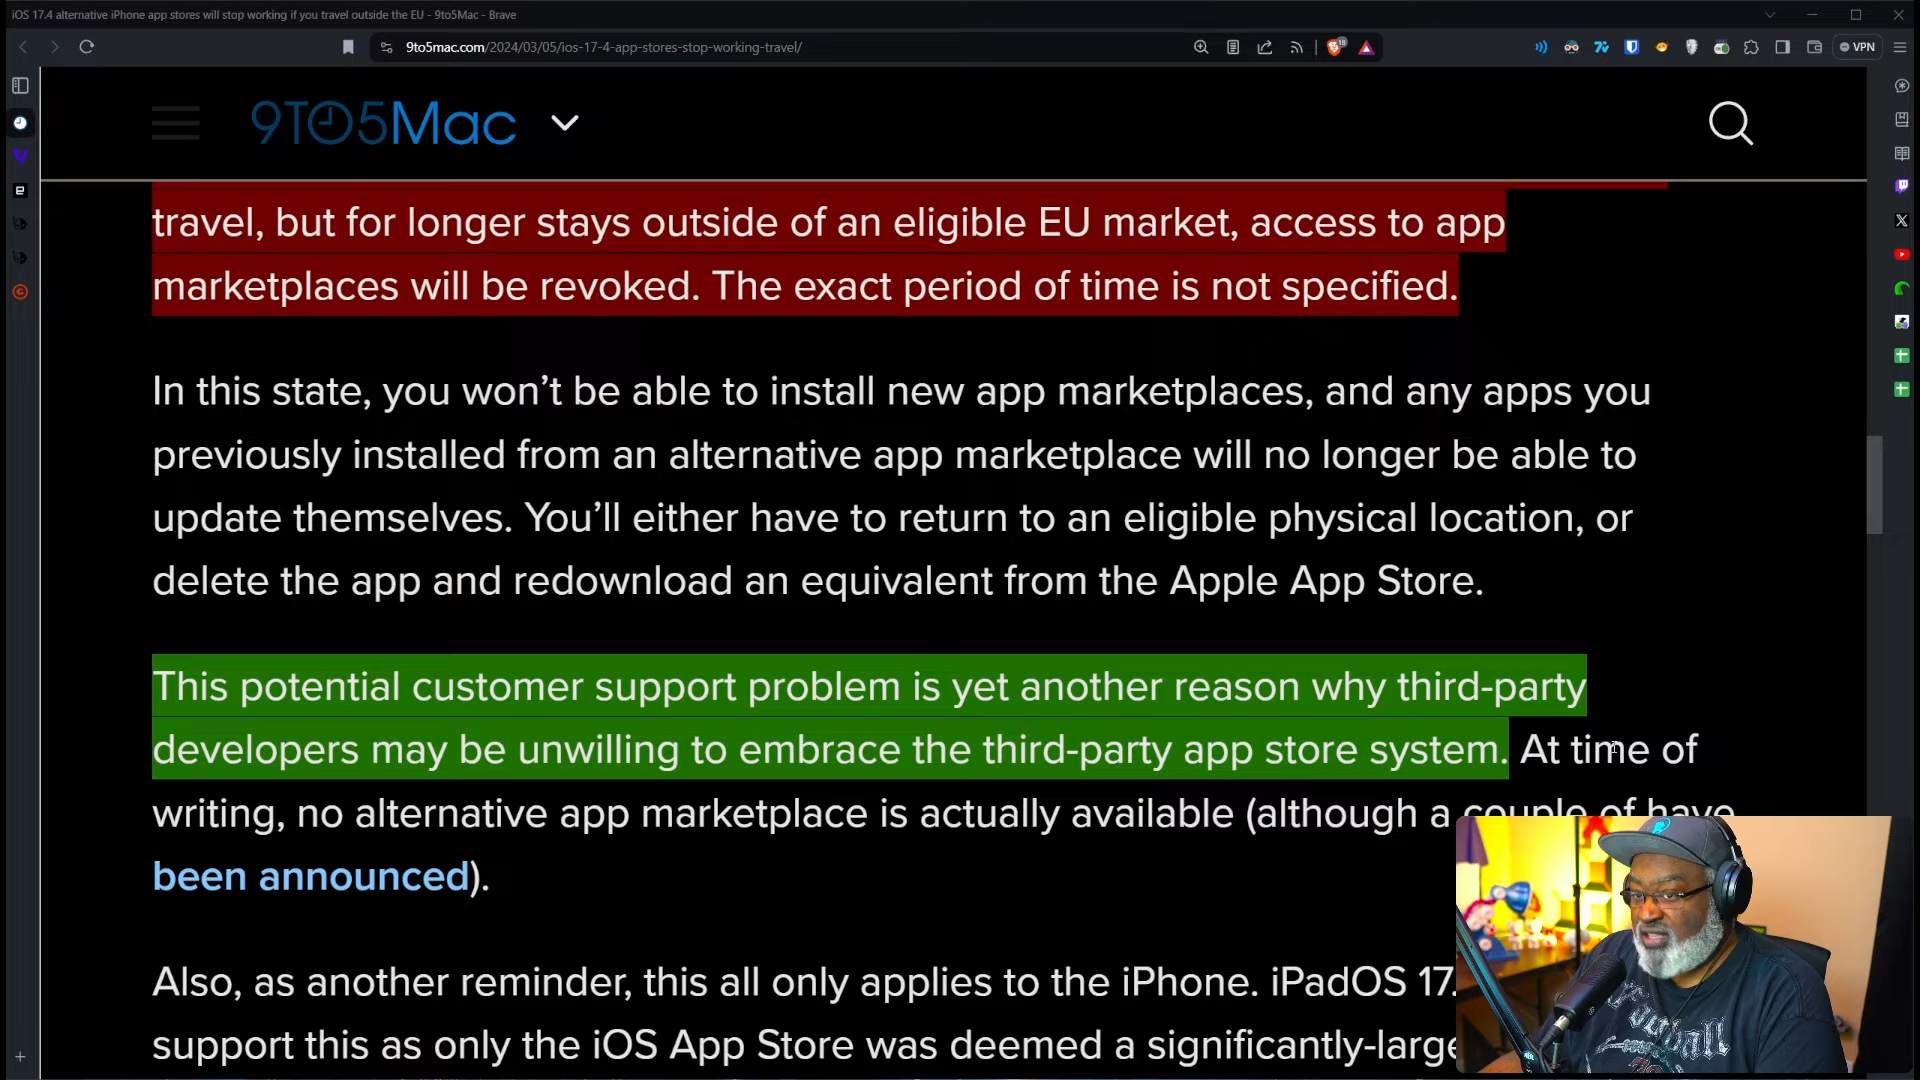 iOS 17.4 alternative iPhone app stores will stop working if you travel outside the EU - 9to5Mac - Brave
9to5mac.com/2024/03/05/ios-17-4-app-stores-stop-working-travel/
VPN
9TO5Mac
travel, but for longer stays outside of an eligible EU market, access to app
marketplaces will be revoked. The exact period of time is not specified.
In this state, you won’t be able to install new app marketplaces, and any apps you
previously installed from an alternative app marketplace will no longer be able to
update themselves. You’ll either have to return to an eligible physical location, or
delete the app and redownload an equivalent from the Apple App Store.
This potential customer support problem is yet another reason why third-party
developers may be unwilling to embrace the third-party app store system. At time of
writing, no alternative app marketplace is actually available (although a couple of have
been announced).
Also, as another reminder, this all only applies to the iPhone. iPadOS 17.
support this as only the iOS App Store was deemed a significantly-large